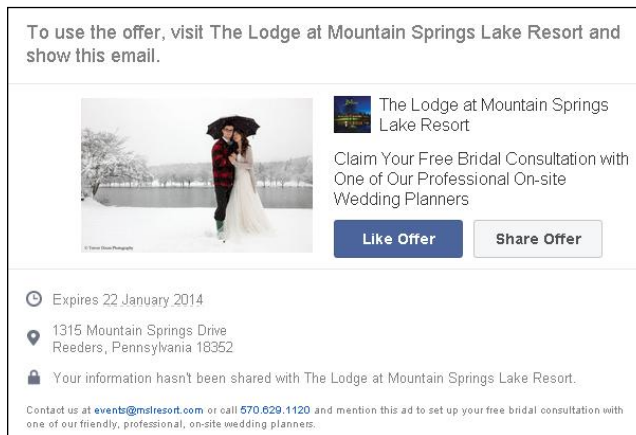 To use the offer, visit The Lodge at Mountain Springs Lake Resort and
show this email.
The Lodge at Mountain Springs
Lake Resort
Claim Your Free Bridal Consultation with
One of Our Professional On-site
Wedding Planners
Like Offer
Share Offer
Expires 22 January 2014
1315 Mountain Springs Drive
Reeders, Pennsylvania 18352
Your information hasn't been shared with The Lodge at Mountain Springs Lake Resort.
Contact us at events@mslresort.com or call 570.629.1120 and mention this ad to set up your free bridal consultation with
one of our friendly, professional, on-site wedding planners.